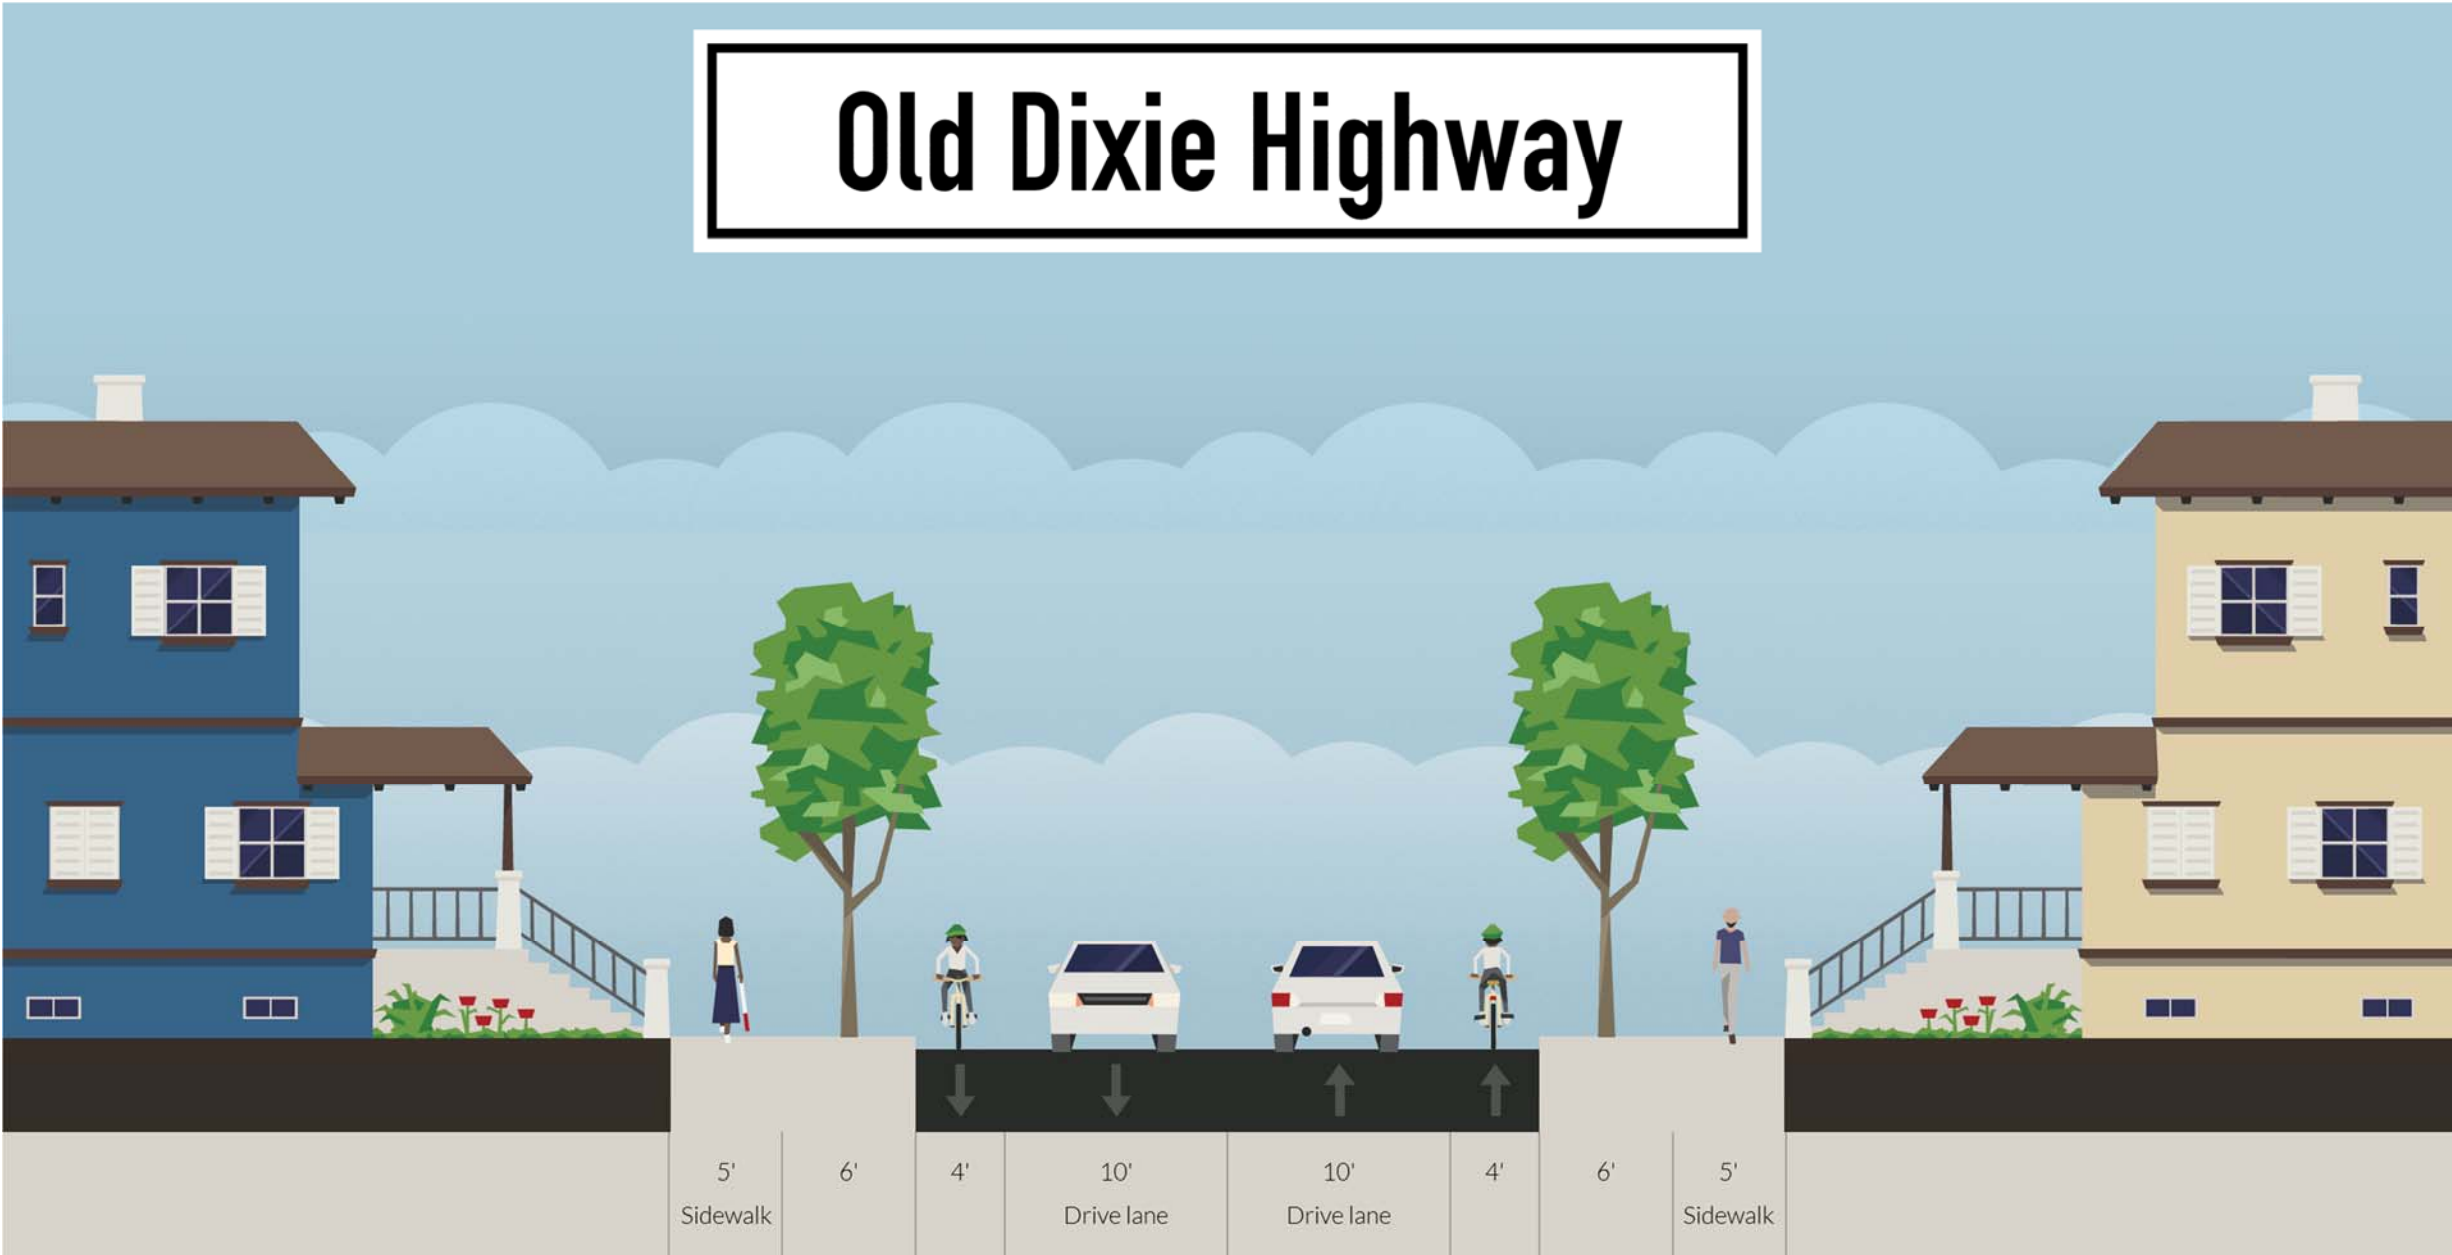 Old Dixie Highway
5' 6' 4' 10' 10' 4' 6' 5'
Sidewalk Drive lane Drive lane Sidewalk